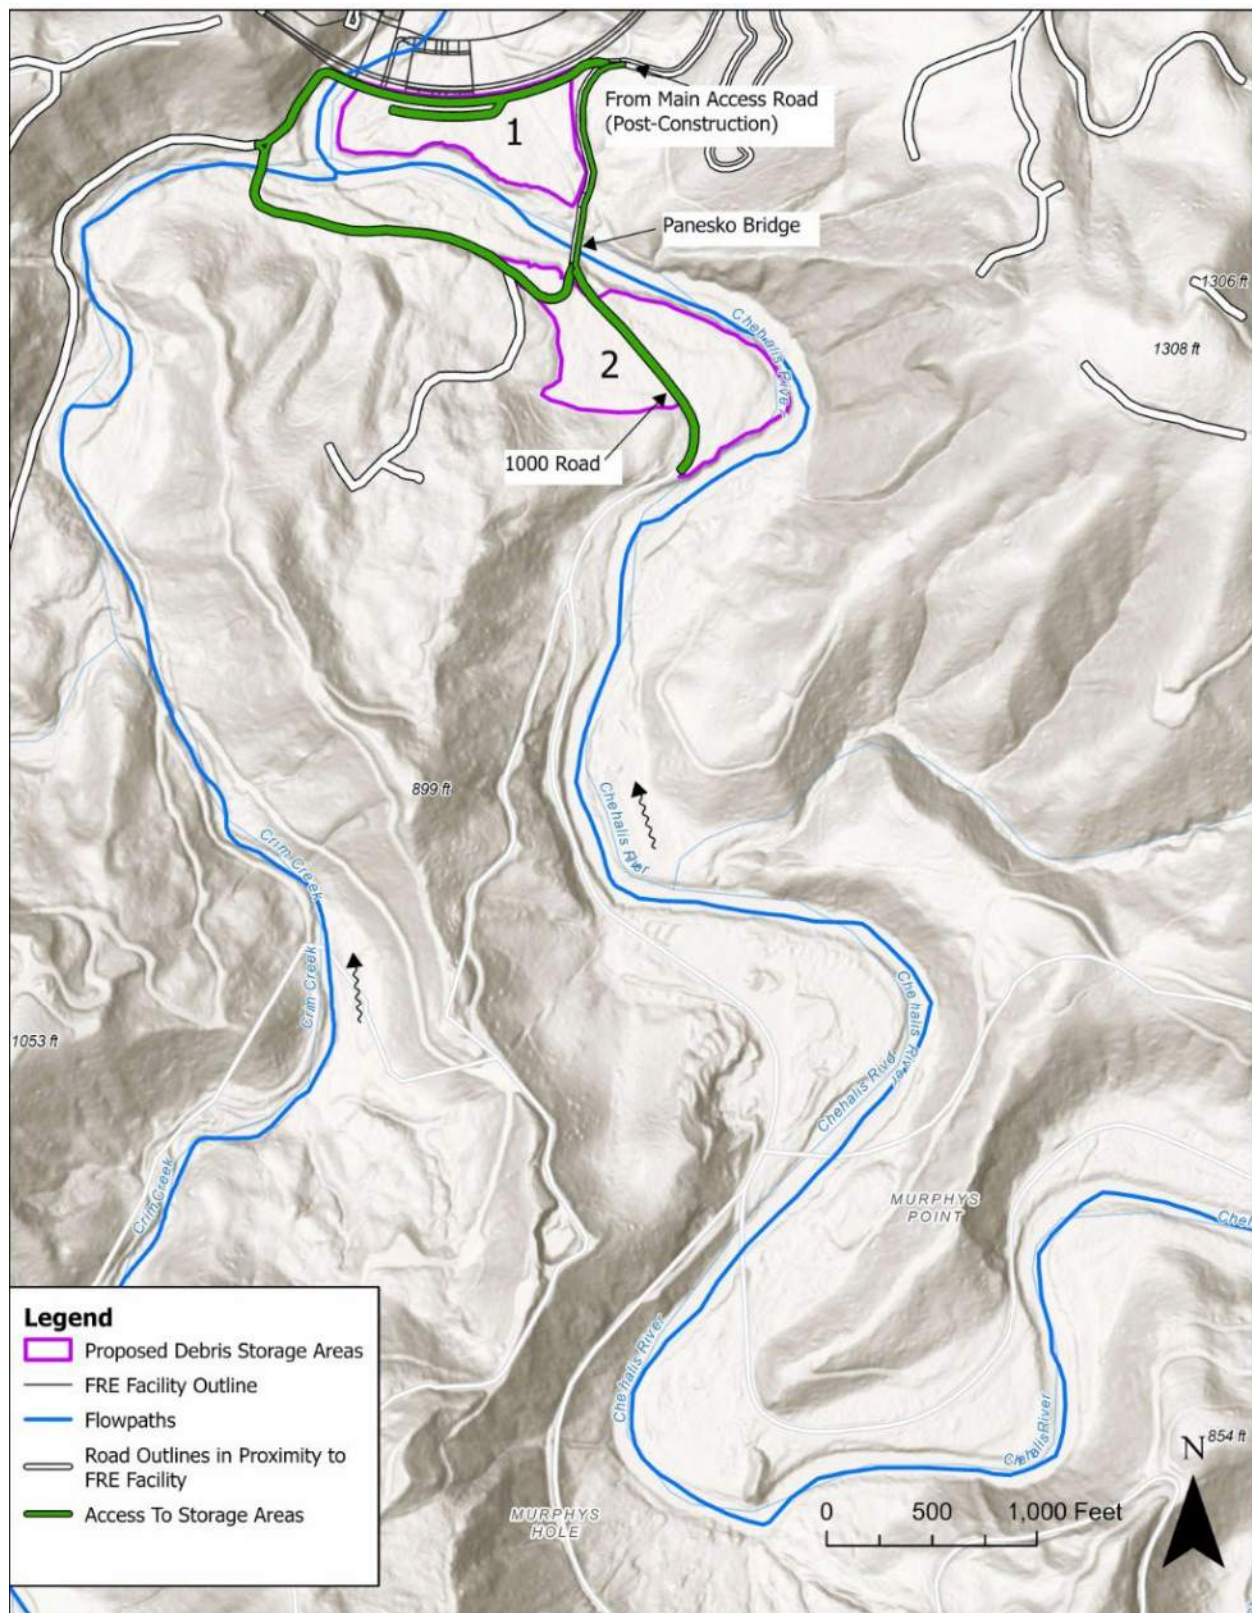 From Main Access Road
(Post-Construction)
1
Panesko Bridge
1306 ft
Chehalis River
1308 ft
2
1000 Road
899 ft
Chehalis River
Crim Creek
Crim Creek
Chehalis River
1053 ft
Chehalis River
Crim Creek
MURPHYS
POINT
Chehalis River
Legend
Proposed Debris Storage Areas
FRE Facility Outline
Flowpaths
Road Outlines in Proximity to
FRE Facility
Access To Storage Areas
Chehalis River
N
854 ft
0 500 1,000 Feet
MURPHYS
HOLE